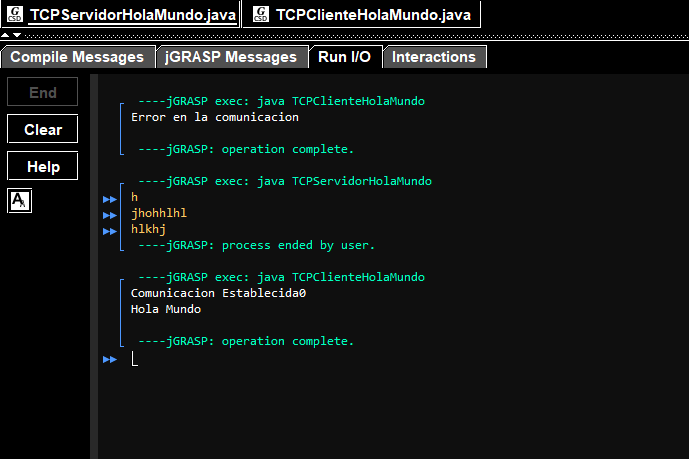 TCPServidorHolaMundo.java TCPClienteHolaMundo.java
Compile Messages jGRASP Messages Run I/O Interactions
End
Clear
Help
----jGRASP exec: java TCPClienteHolaMundo
Error en la comunicacion
----jGRASP: operation complete.
----jGRASP exec: java TCPServidorHolaMundo
h
jhohhlhl
hlkhj
----jGRASP: process ended by user.
----jGRASP exec: java TCPClienteHolaMundo
Comunicacion Establecida0
Hola Mundo
----jGRASP: operation complete.